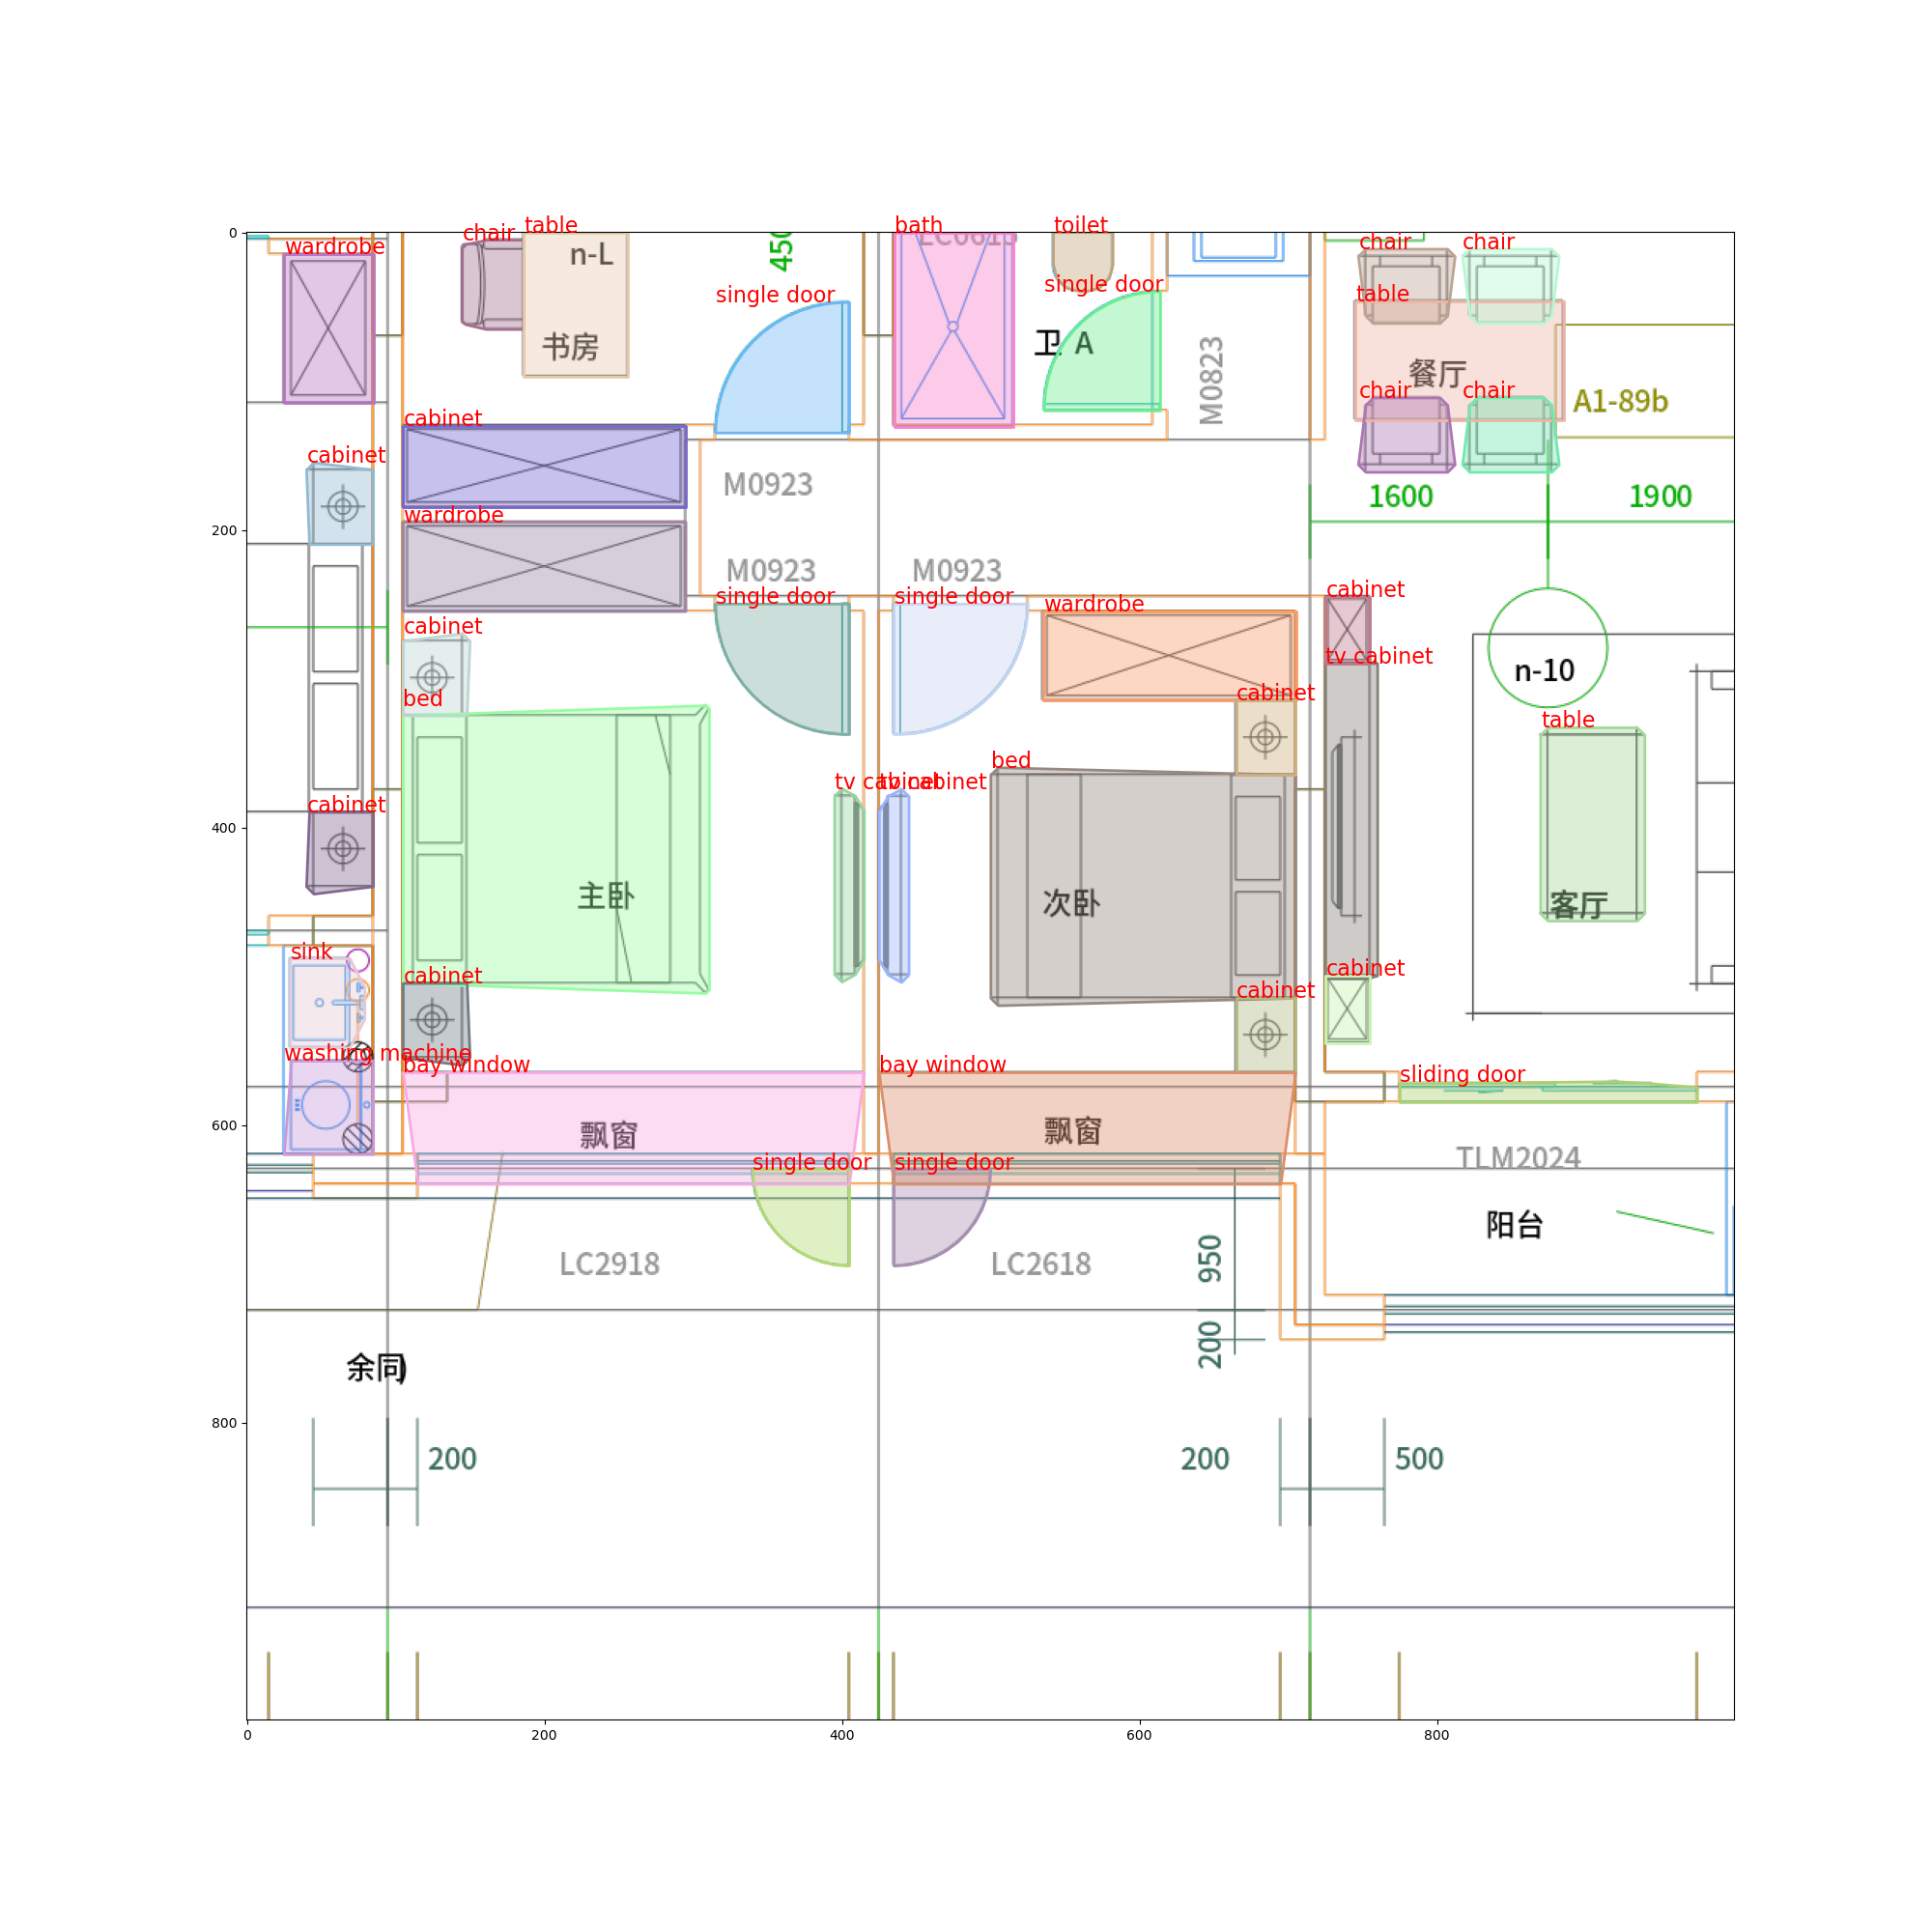 0
200
400
600
800
0
200
400
600
800
wardrobe
chair
table
n-L
书房
450
single door
bath
toilet
single door
卫 A
M0823
chair
chair
table
餐厅
chair
chair
A1-89b
1600
1900
cabinet
cabinet
M0923
wardrobe
M0923
M0923
single door
single door
wardrobe
cabinet
n-10
cabinet
tv cabinet
bed
cabinet
table
bed
tv cabinet
tv cabinet
cabinet
主卧
次卧
客厅
sink
cabinet
cabinet
cabinet
washing machine
bay window
bay window
sliding door
飘窗
飘窗
single door
single door
TLM2024
阳台
LC2918
LC2618
950
200
余同)
200
200
500